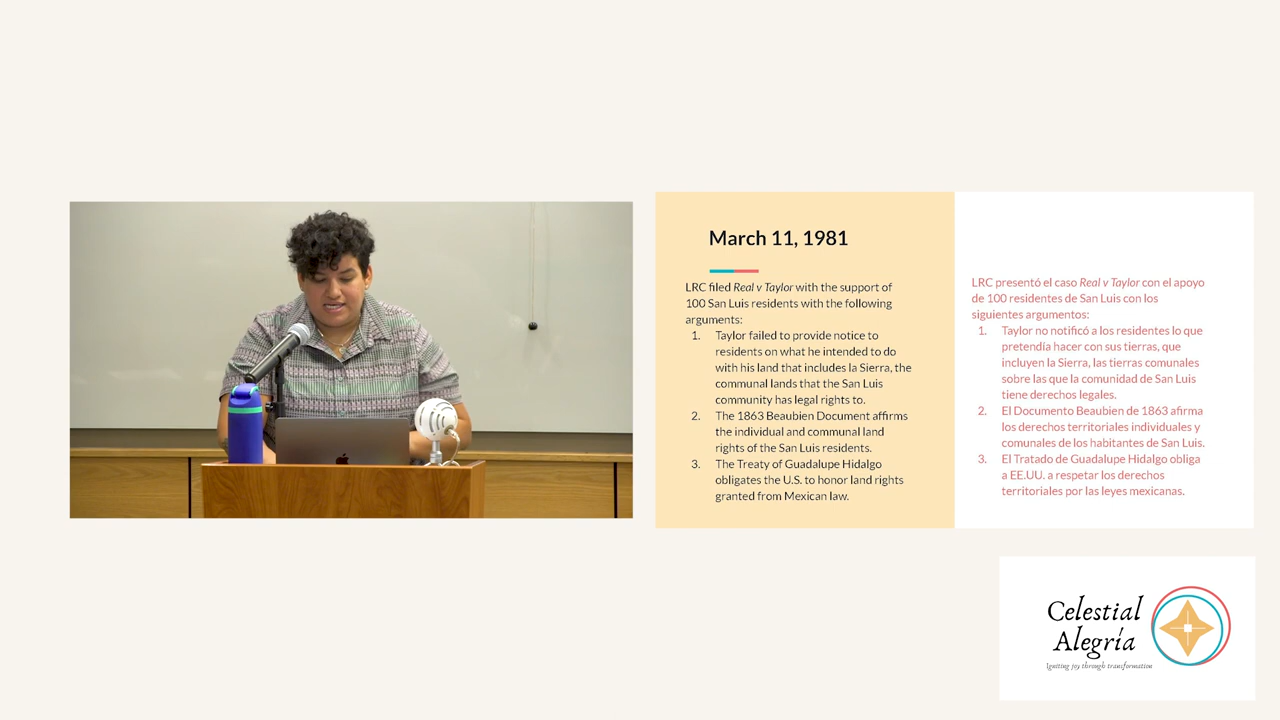 March 11, 1981
LRC filed Real v Taylor with the support of
100 San Luis residents with the following
arguments:
1. Taylor failed to provide notice to
residents on what he intended to do
with his land that includes la Sierra, the
communal lands that the San Luis
community has legal rights to.
2. The 1863 Beaubien Document affirms
the individual and communal land
rights of the San Luis residents.
3. The Treaty of Guadalupe Hidalgo
obligates the U.S. to honor land rights
granted from Mexican law.
LRC presentó el caso Real v Taylor con el apoyo
de 100 residentes de San Luis con los
siguientes argumentos:
1. Taylor no notificó a los residentes lo que
pretendía hacer con sus tierras, que
incluyen la Sierra, las tierras comunales
sobre las que la comunidad de San Luis
tiene derechos legales.
2. El Documento Beaubien de 1863 afirma
los derechos territoriales individuales y
comunales de los habitantes de San Luis.
3. El Tratado de Guadalupe Hidalgo obliga
a EE.UU. a respetar los derechos
territoriales por las leyes mexicanas.
Celestial
Alegría
Igniting joy through transformation